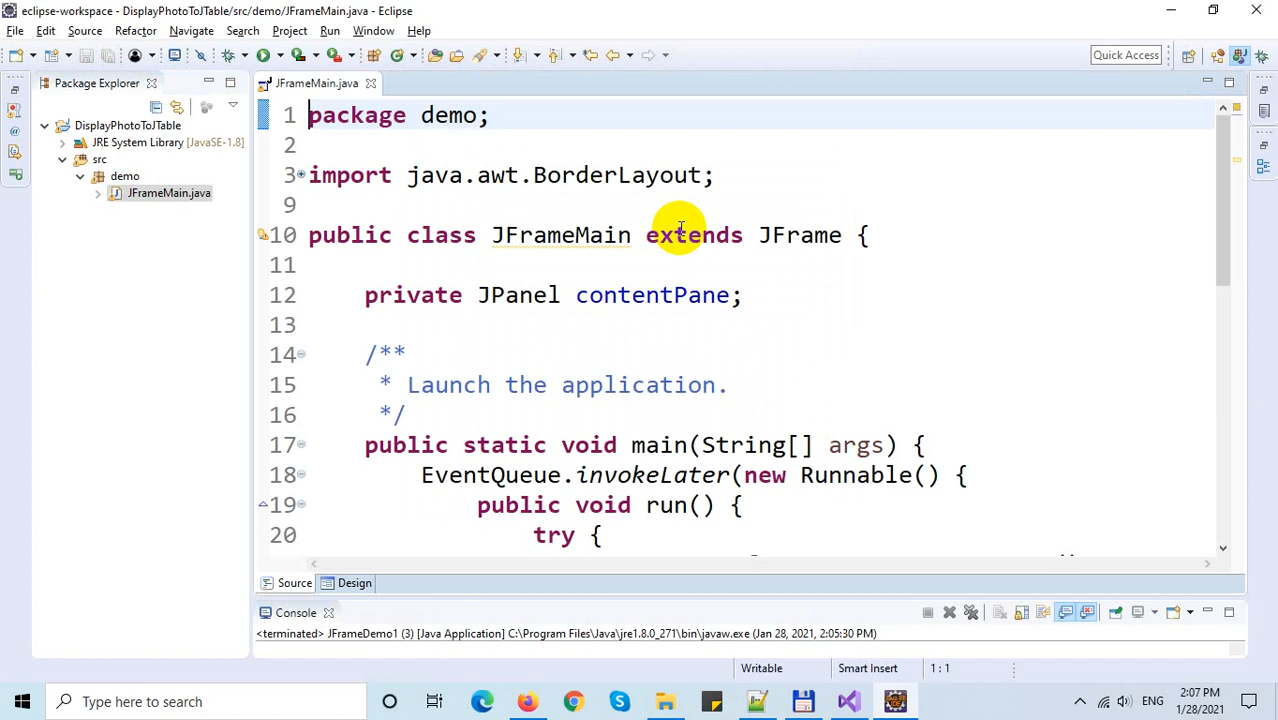 eclipse-workspace - DisplayPhotoToJTable/src/demo/JFrameMain.java - Eclipse
File Edit Source Refactor Navigate Search Project Run Window Help
Quick Access
Package Explorer
DisplayPhotoToJTable
JRE System Library [JavaSE-1.8]
src
demo
JFrameMain.java
JFrameMain.java
1 package demo;
2
3 import java.awt.BorderLayout;
9
10 public class JFrameMain extends JFrame {
11
12 private JPanel contentPane;
13
14 /**
15 * Launch the application.
16 */
17 public static void main(String[] args) {
18 EventQueue.invokeLater(new Runnable() {
19 public void run() {
20 try {
Source Design
Console
<terminated> JFrameDemo1 (3) [Java Application] C:\Program Files\Java\jre1.8.0_271\bin\javaw.exe (Jan 28, 2021, 2:05:30 PM)
Writable Smart Insert 1 : 1
Type here to search
ENG
2:07 PM
1/28/2021